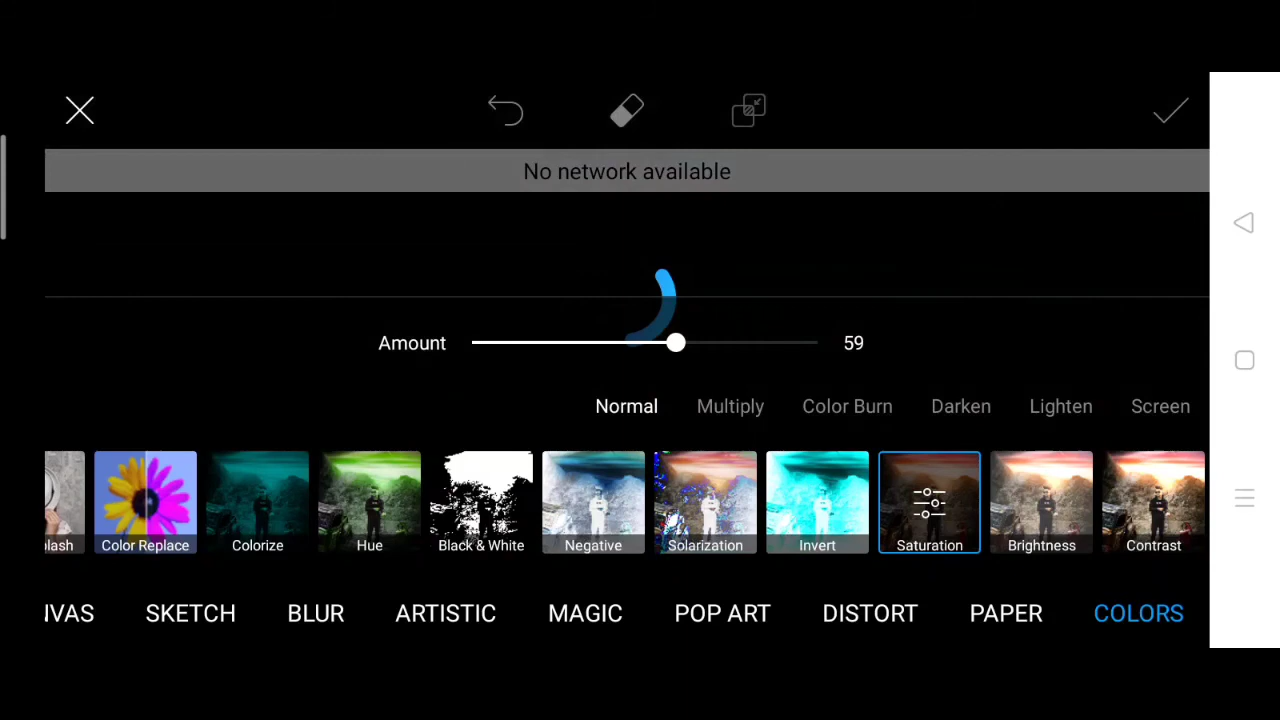 No network available
Amount 59
Normal Multiply Color Burn Darken Lighten Screen
lash Color Replace Colorize Hue Black & White Negative Solarization Invert Saturation Brightness Contrast
IVAS SKETCH BLUR ARTISTIC MAGIC POP ART DISTORT PAPER COLORS